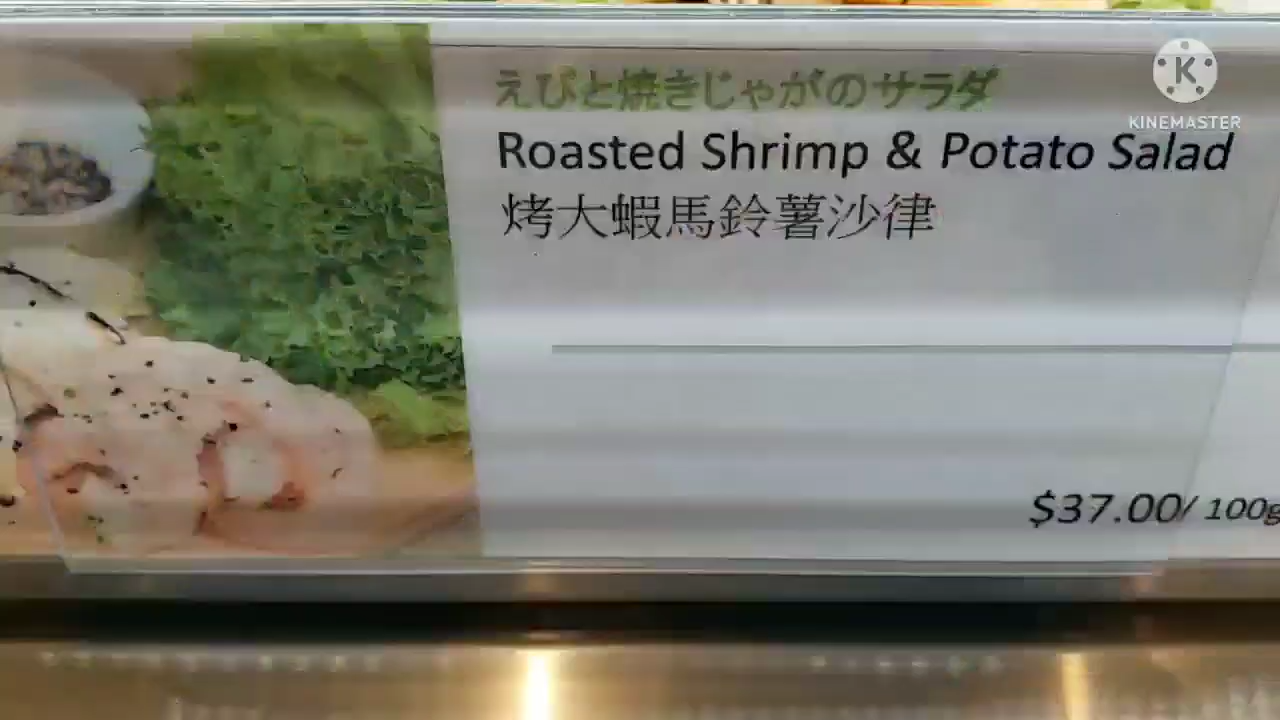 えびと焼きじゃがのサラダ
Roasted Shrimp & Potato Salad
烤大蝦馬鈴薯沙律
$37.00/ 100g
K
KINEMASTER